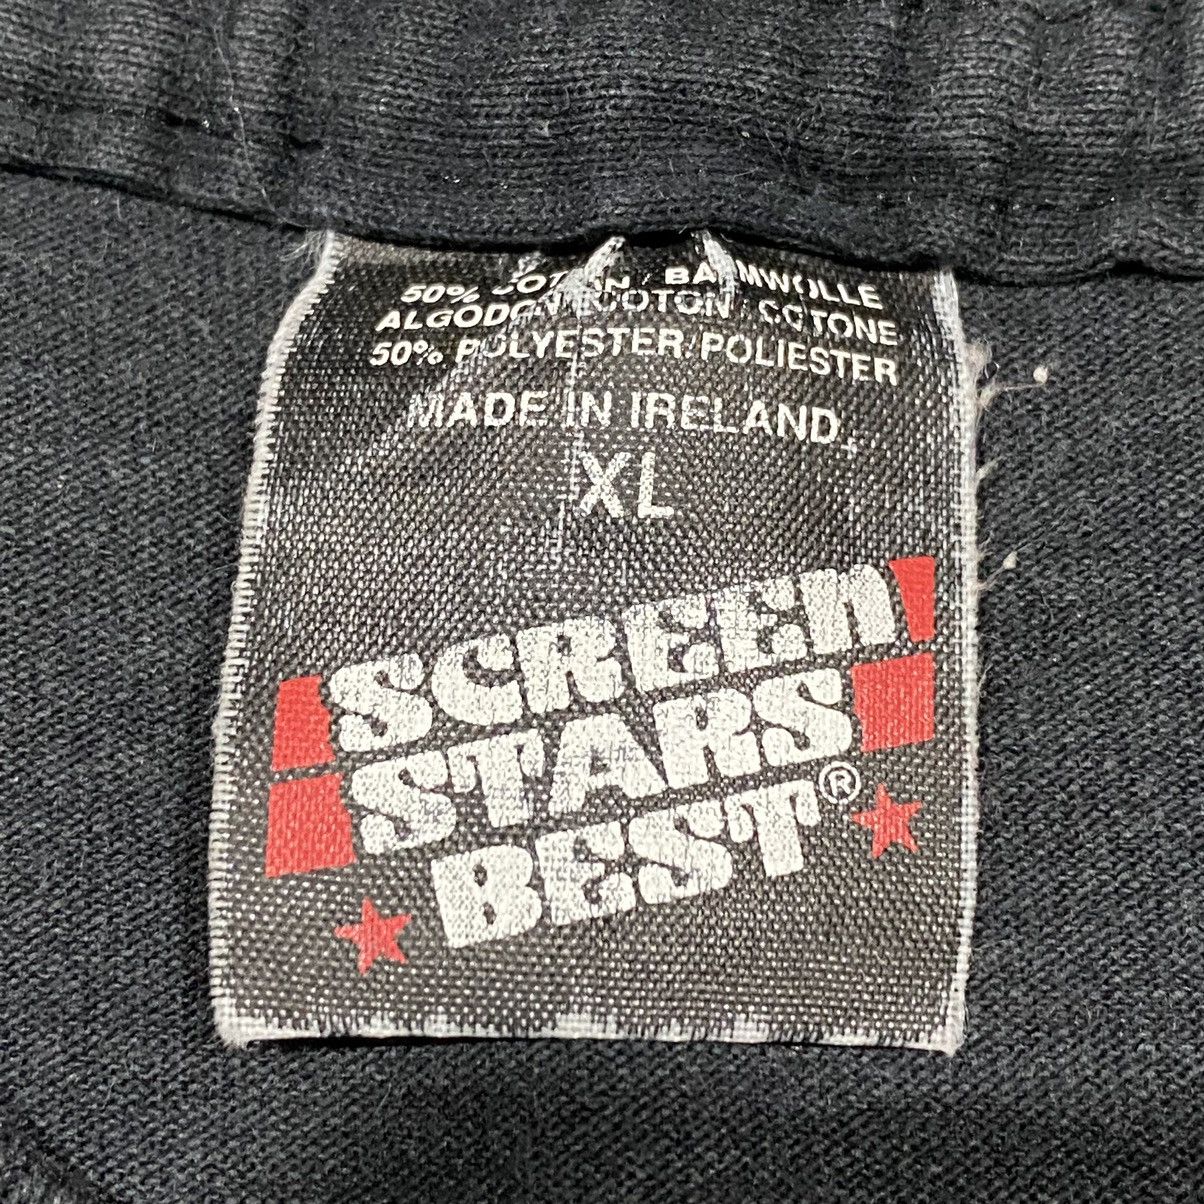 50% COTTON / BAUMWOLLE
ALGODON / COTON COTONE
50% POLYESTER/POLIESTER
MADE IN IRELAND
XL
SCREEN
STARS
BEST®